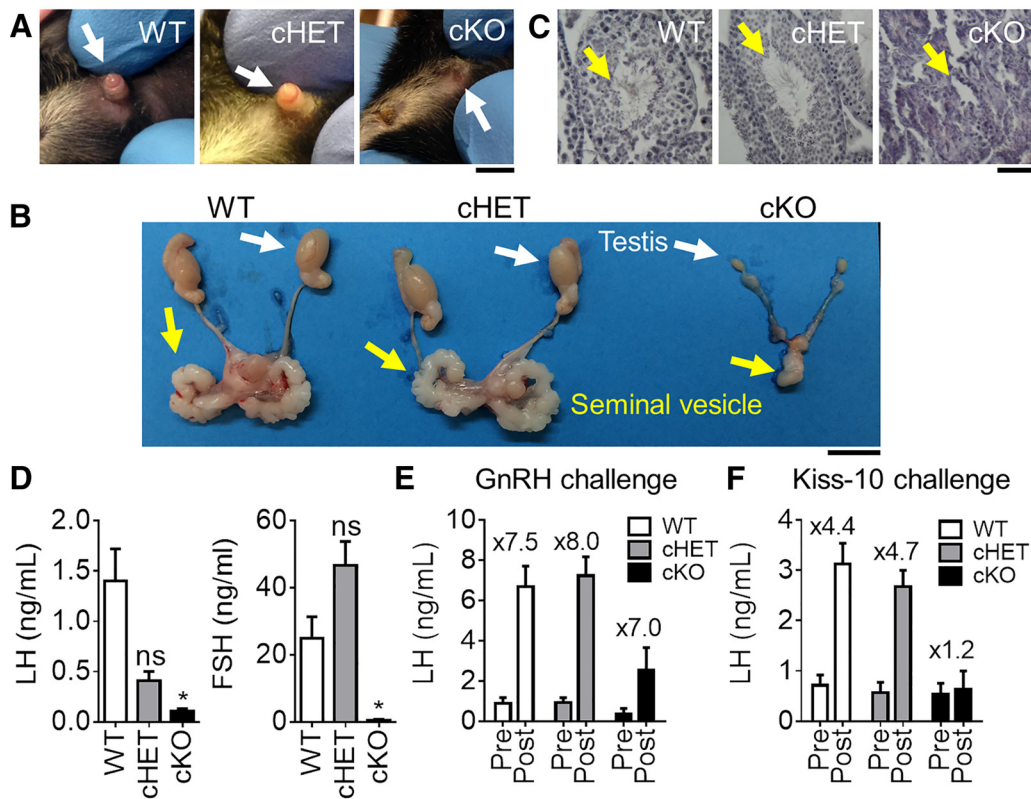 A
WT
cHET
cKO
C
WT
cHET
cKO
B
WT
cHET
cKO
Testis
Seminal vesicle
D
LH (ng/mL)
2.0
1.5
1.0
0.5
0.0
ns
*
WT
cHET
cKO
FSH (ng/ml)
60
40
20
0
ns
*
WT
cHET
cKO
E
GnRH challenge
LH (ng/mL)
10
8
6
4
2
0
WT
cHET
cKO
x7.5
x8.0
x7.0
Pre
Post
Pre
Post
Pre
Post
F
Kiss-10 challenge
LH (ng/mL)
4
3
2
1
0
WT
cHET
cKO
x4.4
x4.7
x1.2
Pre
Post
Pre
Post
Pre
Post